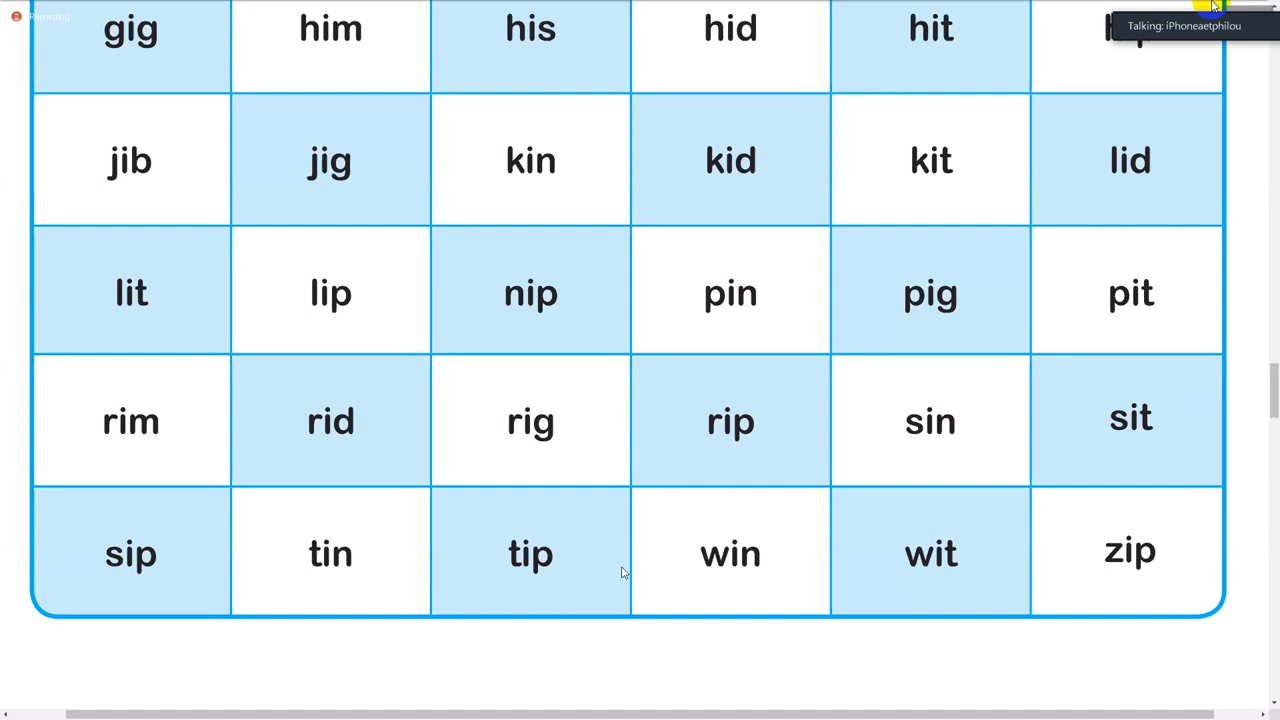 Recording
Talking: iPhoneaetphilou
gig him his hid hit
jib jig kin kid kit lid
lit lip nip pin pig pit
rim rid rig rip sin sit
sip tin tip win wit zip